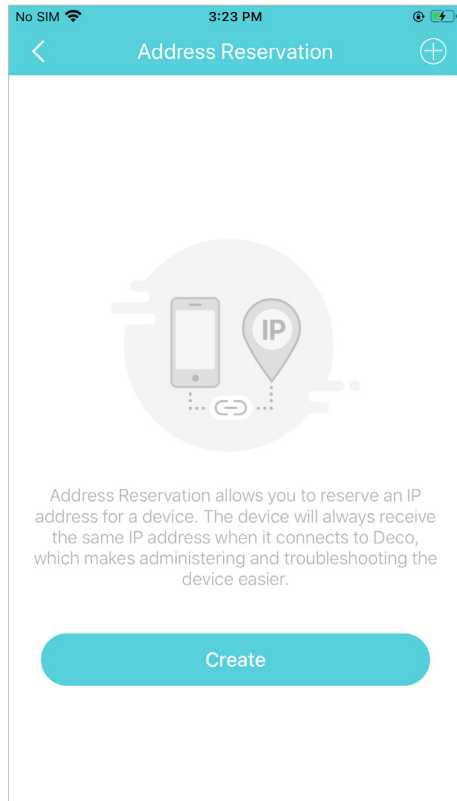 No SIM 3:23 PM
Address Reservation
IP
Address Reservation allows you to reserve an IP
address for a device. The device will always receive
the same IP address when it connects to Deco,
which makes administering and troubleshooting the
device easier.
Create